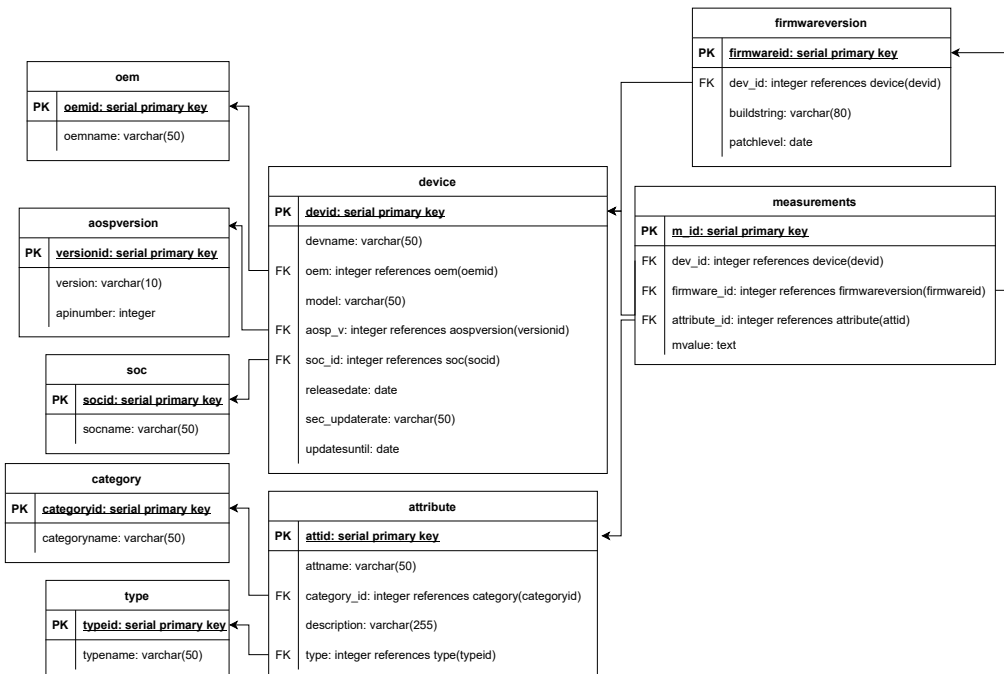 firmwareversion
PK firmwareid: serial primary key
FK dev_id: integer references device(devid)
buildstring: varchar(80)
patchlevel: date
oem
PK oemid: serial primary key
oemname: varchar(50)
device
PK devid: serial primary key
devname: varchar(50)
FK oem: integer references oem(oemid)
model: varchar(50)
FK aosp_v: integer references aospversion(versionid)
FK soc_id: integer references soc(socid)
releasedate: date
sec_updaterate: varchar(50)
updatesuntil: date
measurements
PK m_id: serial primary key
FK dev_id: integer references device(devid)
FK firmware_id: integer references firmwareversion(firmwareid)
FK attribute_id: integer references attribute(attid)
mvalue: text
aospversion
PK versionid: serial primary key
version: varchar(10)
apinumber: integer
soc
PK socid: serial primary key
socname: varchar(50)
category
PK categoryid: serial primary key
categoryname: varchar(50)
attribute
PK attid: serial primary key
attname: varchar(50)
FK category_id: integer references category(categoryid)
description: varchar(255)
FK type: integer references type(typeid)
type
PK typeid: serial primary key
typename: varchar(50)